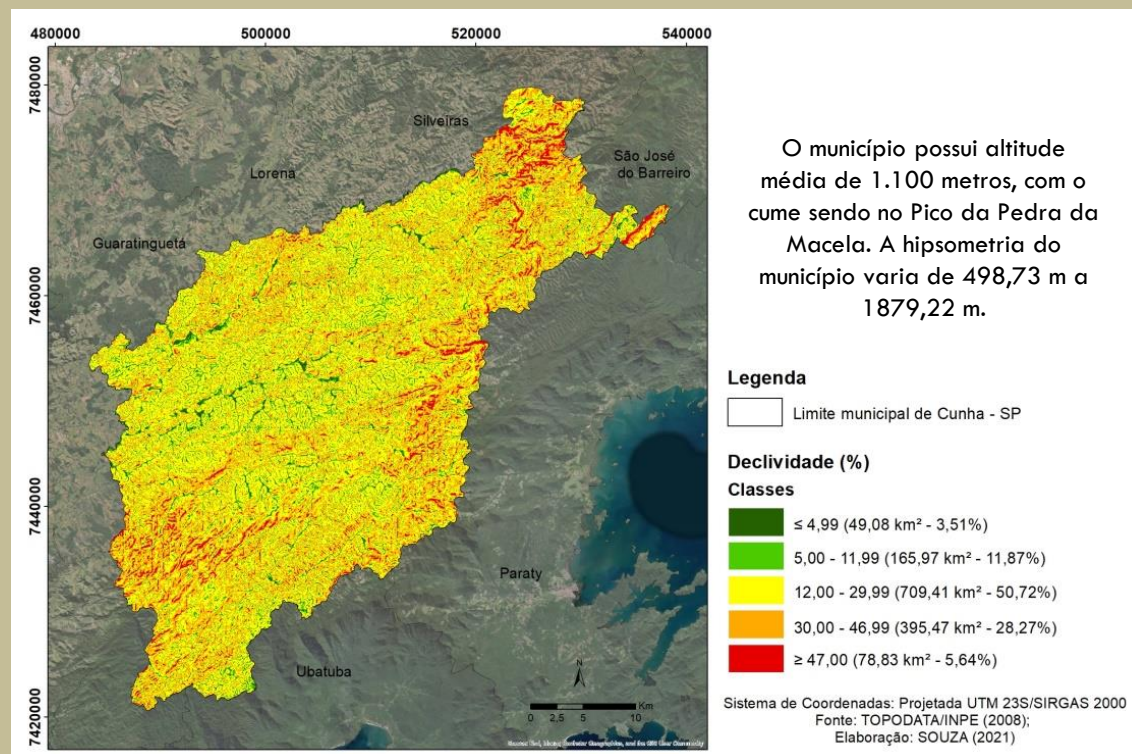 480000
500000
520000
540000
7480000
7460000
7440000
7420000
Silveiras
São José
do Barreiro
Lorena
Guaratinguetá
Paraty
Ubatuba
N
0 2,5 5 10 Km
O município possui altitude
média de 1.100 metros, com o
cume sendo no Pico da Pedra da
Macela. A hipsometria do
município varia de 498,73 m a
1879,22 m.
Legenda
Limite municipal de Cunha - SP
Declividade (%)
Classes
≤ 4,99 (49,08 km² - 3,51%)
5,00 - 11,99 (165,97 km² - 11,87%)
12,00 - 29,99 (709,41 km² - 50,72%)
30,00 - 46,99 (395,47 km² - 28,27%)
≥ 47,00 (78,83 km² - 5,64%)
Sistema de Coordenadas: Projetada UTM 23S/SIRGAS 2000
Fonte: TOPODATA/INPE (2008);
Elaboração: SOUZA (2021)